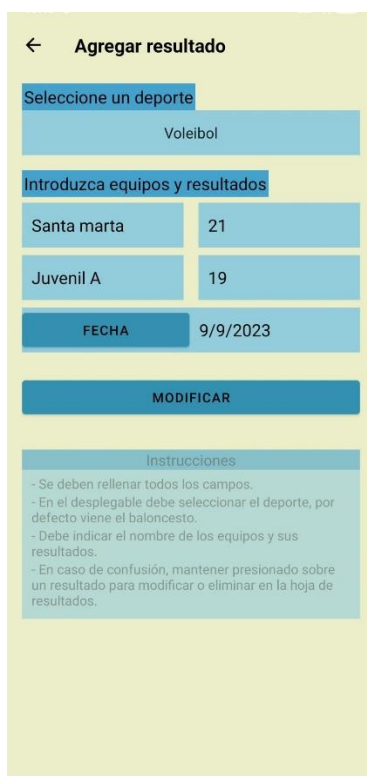 Agregar resultado
Seleccione un deporte
Voleibol
Introduzca equipos y resultados
Santa marta 21
Juvenil A 19
FECHA 9/9/2023
MODIFICAR
Instrucciones
- Se deben rellenar todos los campos.
- En el desplegable debe seleccionar el deporte, por
defecto viene el baloncesto.
- Debe indicar el nombre de los equipos y sus
resultados.
- En caso de confusión, mantener presionado sobre
un resultado para modificar o eliminar en la hoja de
resultados.